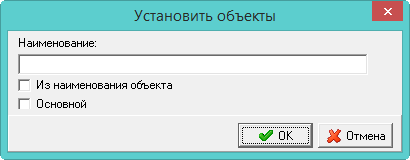 Установить объекты
Наименование:
Из наименования объекта
Основной
OK
Отмена